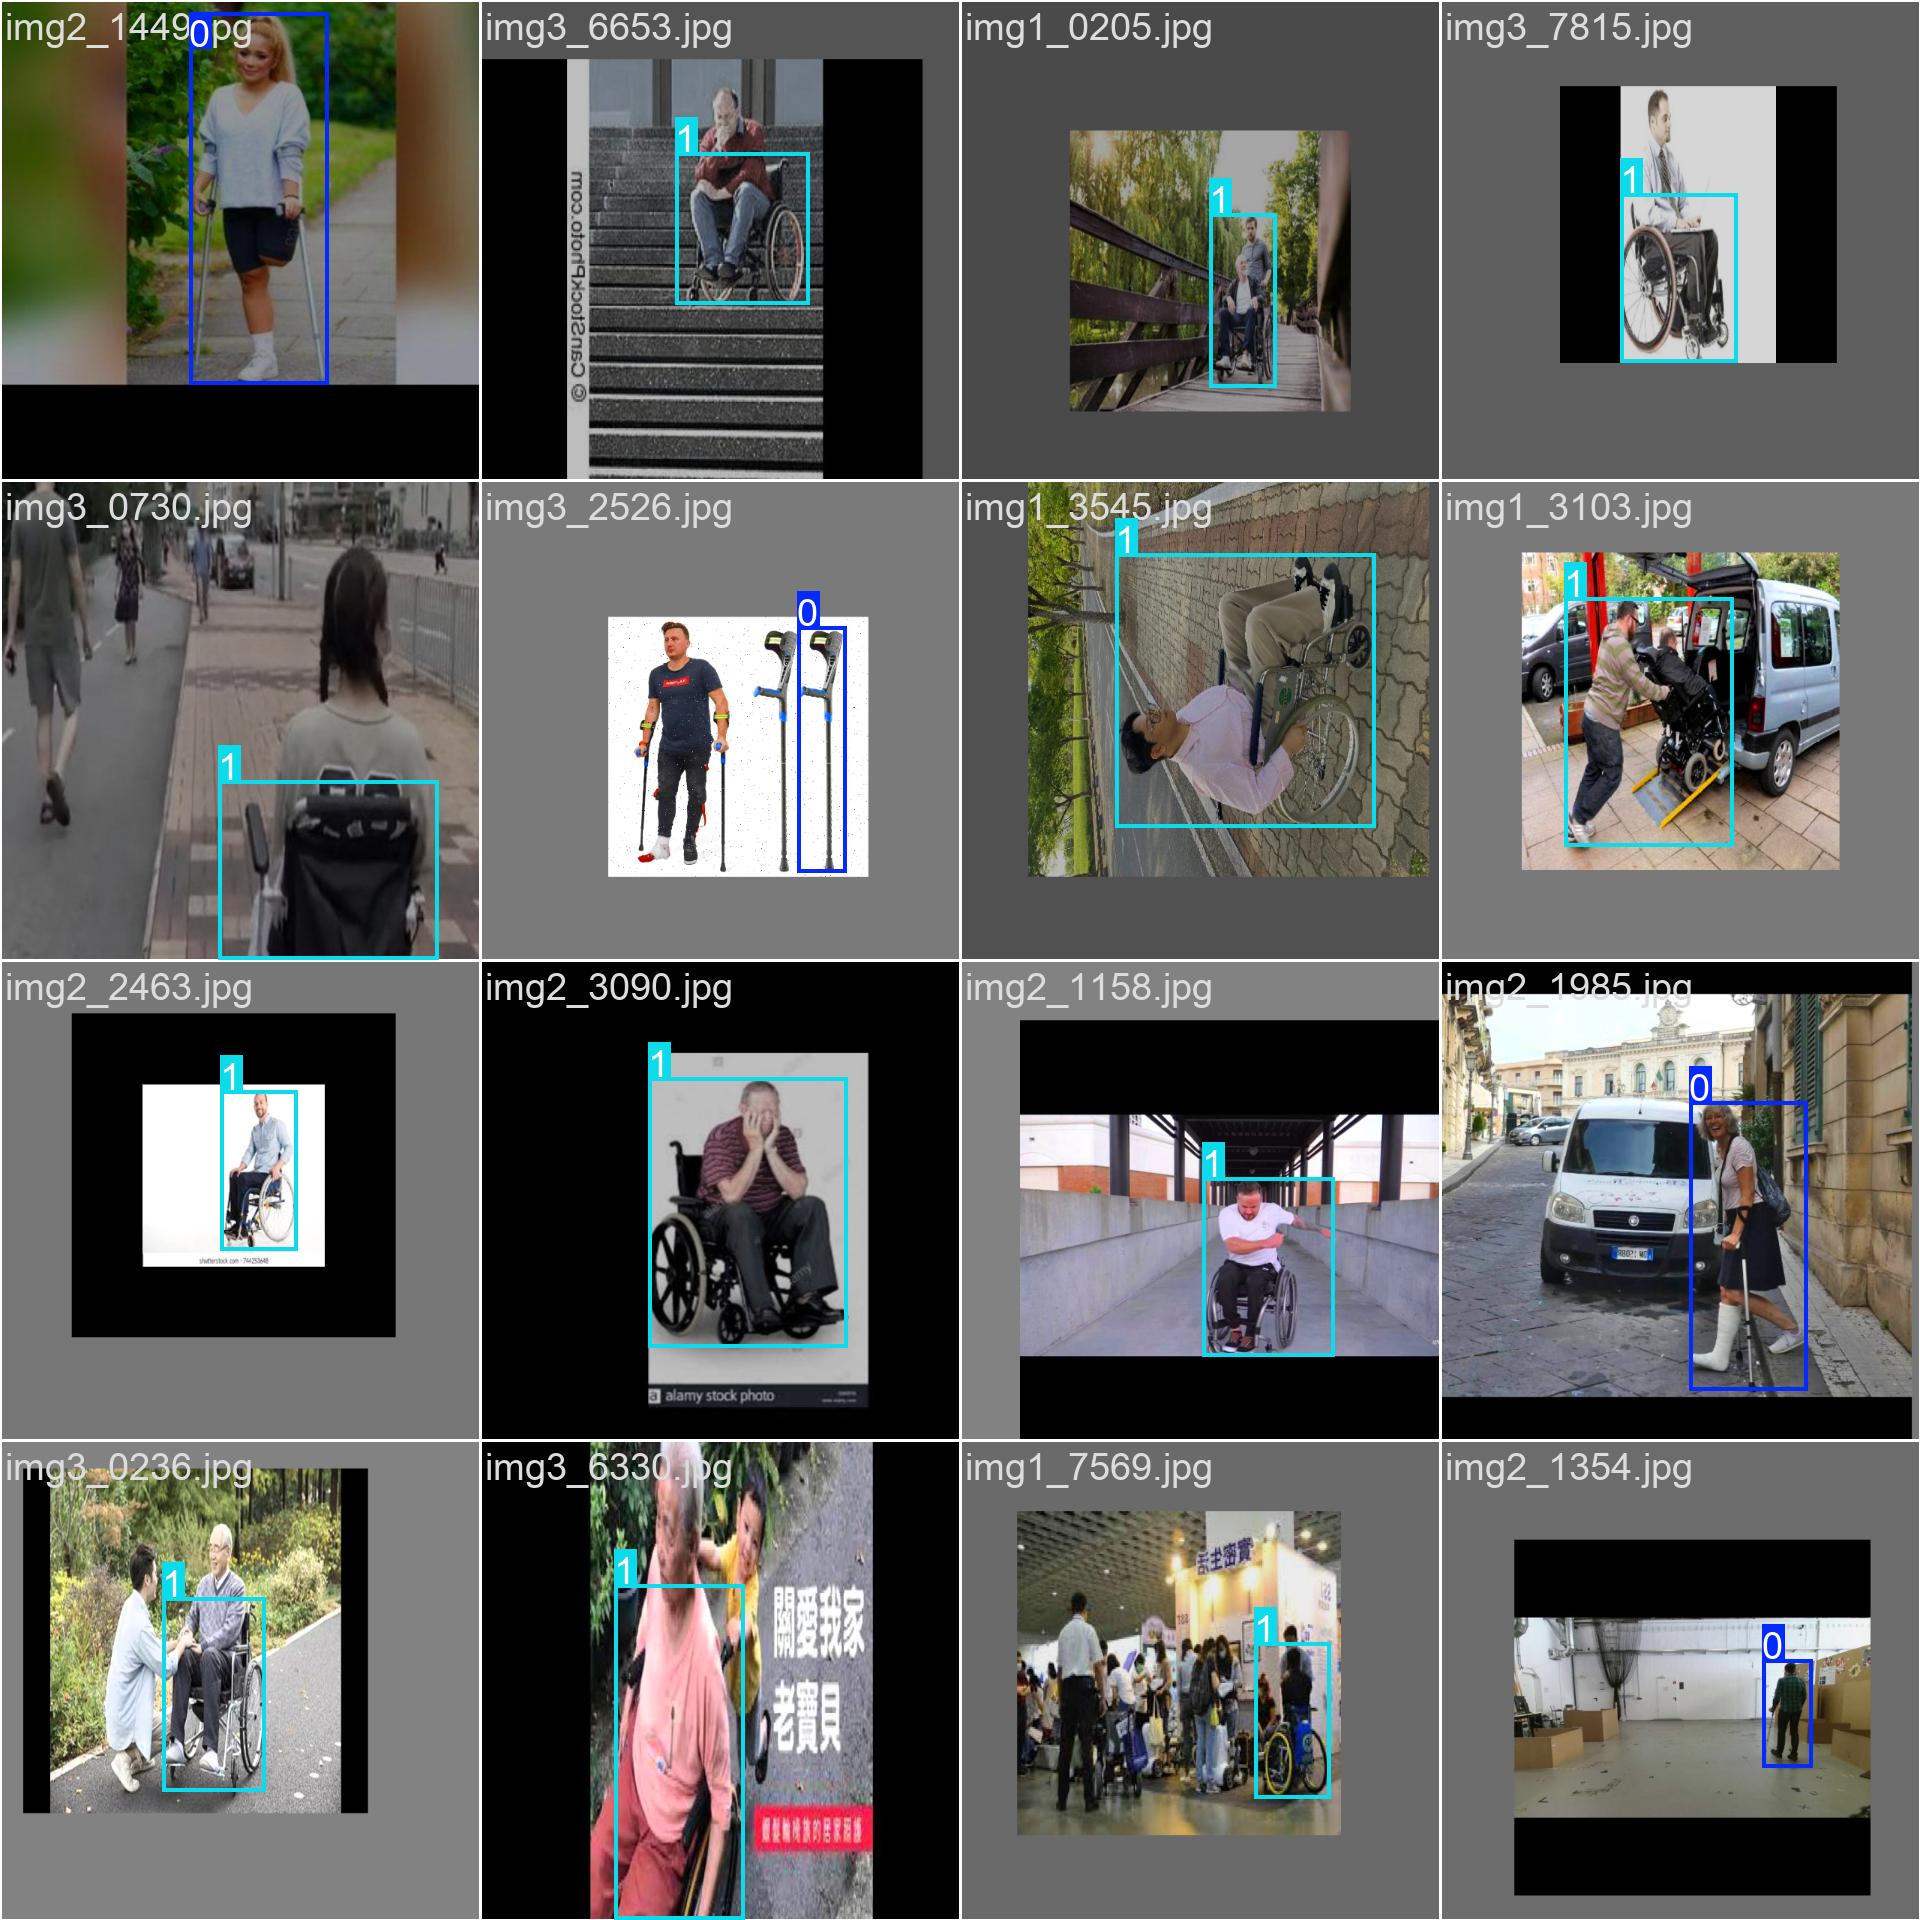 img2_1449.jpg
0
img3_6653.jpg
1
© CanStockPhoto.com
img1_0205.jpg
1
img3_7815.jpg
1
img3_0730.jpg
1
img3_2526.jpg
0
img1_3545.jpg
1
img1_3103.jpg
1
img2_2463.jpg
1
shutterstock.com · 744253648
img2_3090.jpg
1
a alamy stock photo
img2_1158.jpg
1
img2_1985.jpg
0
img3_0236.jpg
1
img3_6330.jpg
1
關愛我家
老寶貝
img1_7569.jpg
1
img2_1354.jpg
0